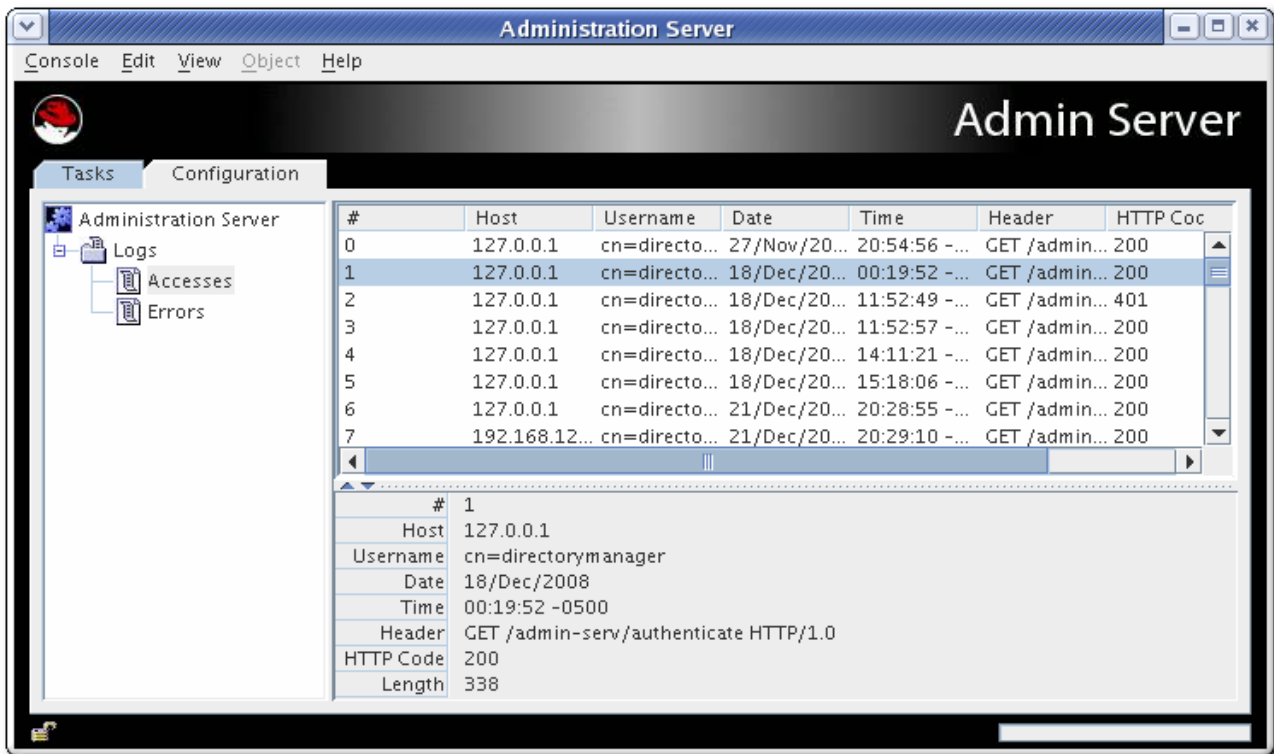 Administration Server
Console Edit View Object Help
Admin Server
Tasks Configuration
Administration Server
Logs
Accesses
Errors
# Host Username Date Time Header HTTP Coc
0 127.0.0.1 cn=directo... 27/Nov/20... 20:54:56 -... GET /admin... 200
1 127.0.0.1 cn=directo... 18/Dec/20... 00:19:52 -... GET /admin... 200
2 127.0.0.1 cn=directo... 18/Dec/20... 11:52:49 -... GET /admin... 401
3 127.0.0.1 cn=directo... 18/Dec/20... 11:52:57 -... GET /admin... 200
4 127.0.0.1 cn=directo... 18/Dec/20... 14:11:21 -... GET /admin... 200
5 127.0.0.1 cn=directo... 18/Dec/20... 15:18:06 -... GET /admin... 200
6 127.0.0.1 cn=directo... 21/Dec/20... 20:28:55 -... GET /admin... 200
7 192.168.12... cn=directo... 21/Dec/20... 20:29:10 -... GET /admin... 200
# 1
Host 127.0.0.1
Username cn=directorymanager
Date 18/Dec/2008
Time 00:19:52 -0500
Header GET /admin-serv/authenticate HTTP/1.0
HTTP Code 200
Length 338